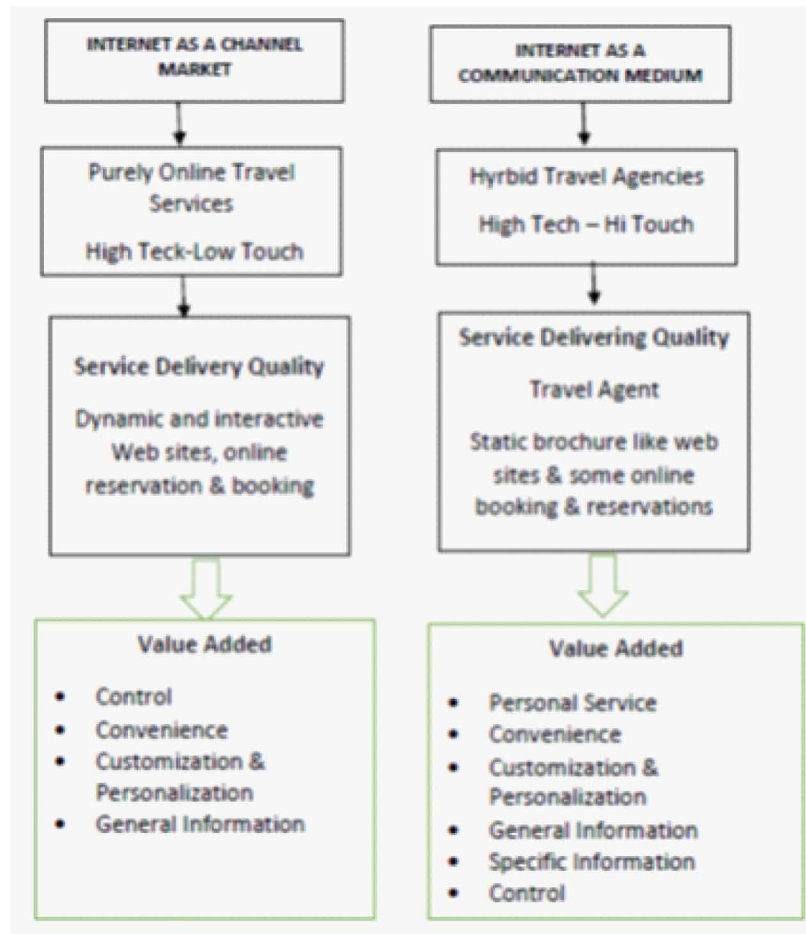 INTERNET AS A CHANNEL
MARKET
Purely Online Travel
Services
High Teck-Low Touch
Service Delivery Quality
Dynamic and interactive
Web sites, online
reservation & booking
Value Added
• Control
• Convenience
• Customization &
Personalization
• General Information
INTERNET AS A
COMMUNICATION MEDIUM
Hyrbid Travel Agencies
High Tech – Hi Touch
Service Delivering Quality
Travel Agent
Static brochure like web
sites & some online
booking & reservations
Value Added
• Personal Service
• Convenience
• Customization &
Personalization
• General Information
• Specific Information
• Control